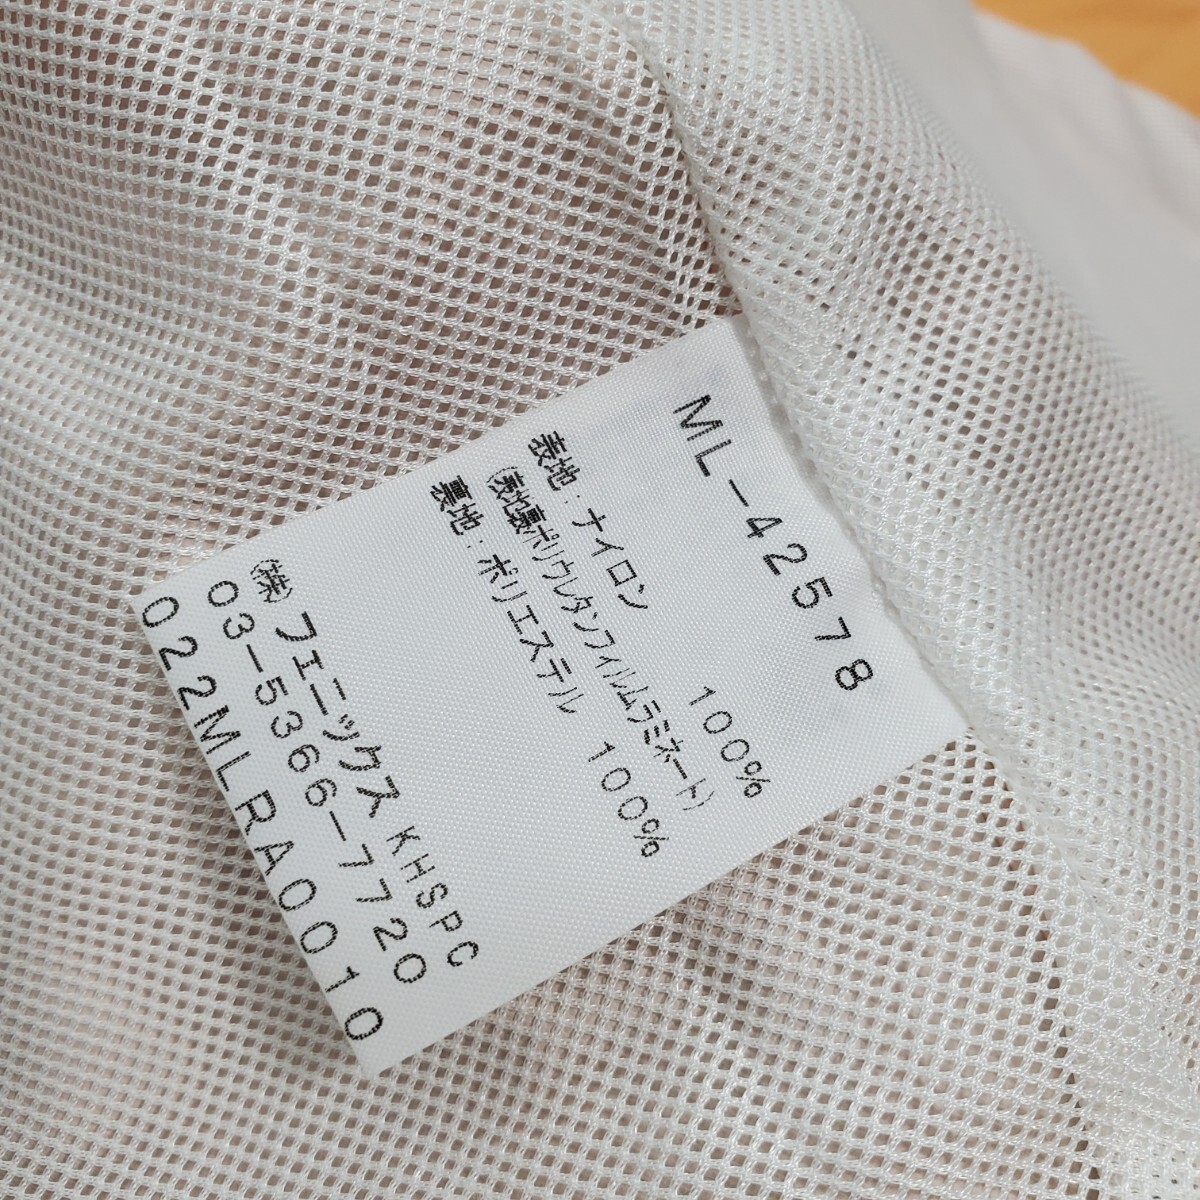 ML-42578
表地:ナイロン 100%
(表地裏ポリウレタンフィルムラミネート)
裏地:ポリエステル 100%
(株)フェニックス KHSPC
03-5366-7720
022MLRA0010